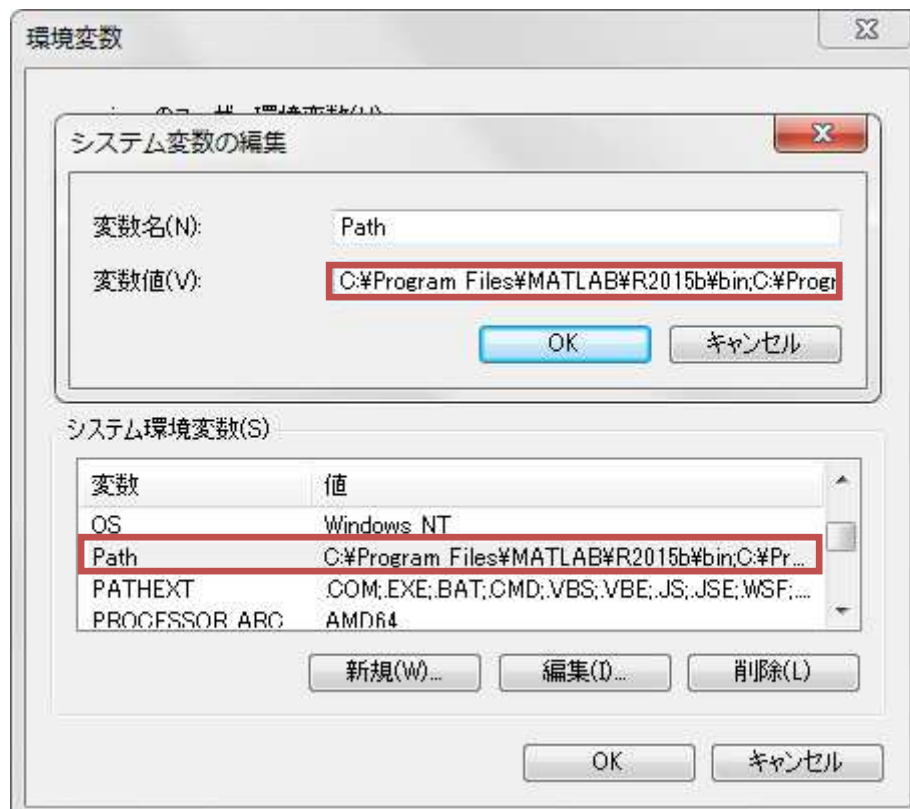 環境変数
システム変数の編集
変数名(N): Path
変数値(V): C:¥Program Files¥MATLAB¥R2015b¥bin;C:¥Progr
OK キャンセル
システム環境変数(S)
変数 値
OS Windows_NT
Path C:¥Program Files¥MATLAB¥R2015b¥bin;C:¥Pr...
PATHEXT .COM;.EXE;.BAT;.CMD;.VBS;.VBE;.JS;.JSE;.WSF;....
PROCESSOR_ARC... AMD64
新規(W)... 編集(I)... 削除(L)
OK キャンセル